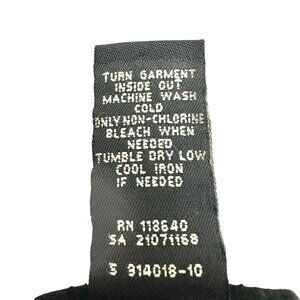 TURN GARMENT
INSIDE OUT
MACHINE WASH
COLD
ONLY NON-CHLORINE
BLEACH WHEN
NEEDED
TUMBLE DRY LOW
COOL IRON
IF NEEDED
RN 118640
SA 21071168
S 914018-10